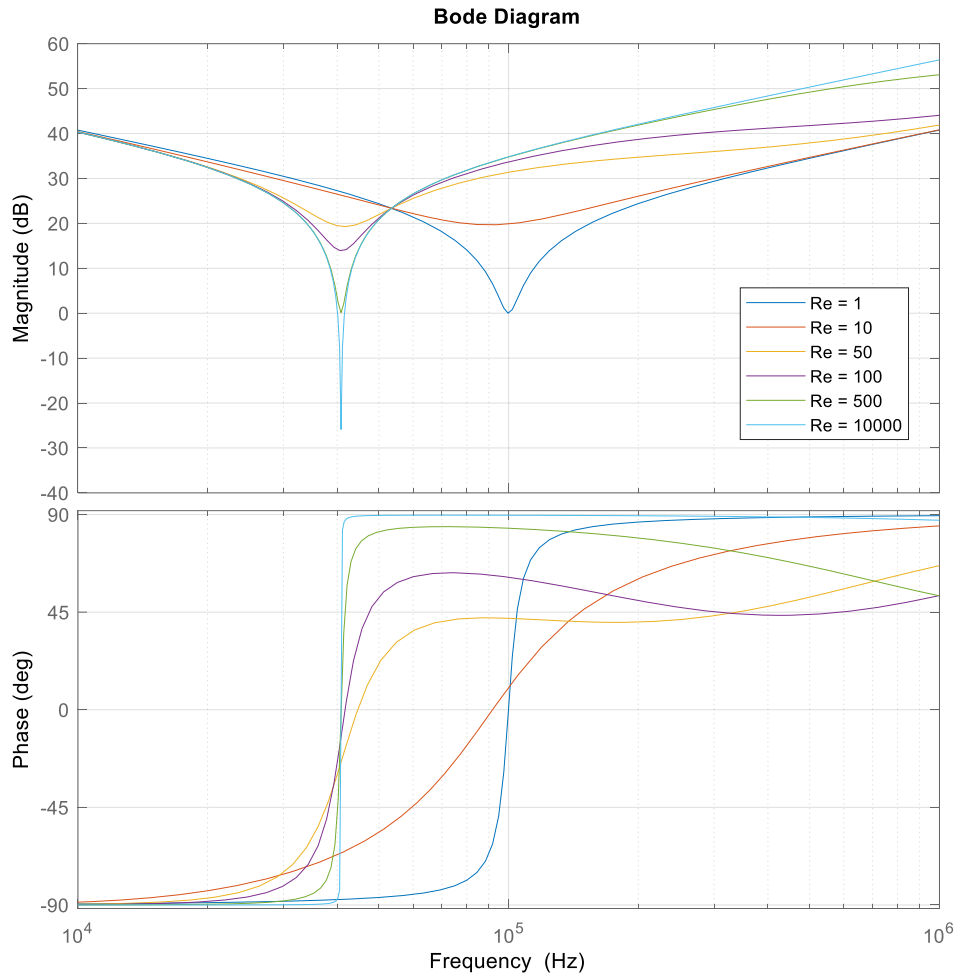 Bode Diagram
Magnitude (dB)
60
50
40
30
20
10
0
-10
-20
-30
-40
Re = 1
Re = 10
Re = 50
Re = 100
Re = 500
Re = 10000
Phase (deg)
90
45
0
-45
-90
10^4
10^5
10^6
Frequency (Hz)